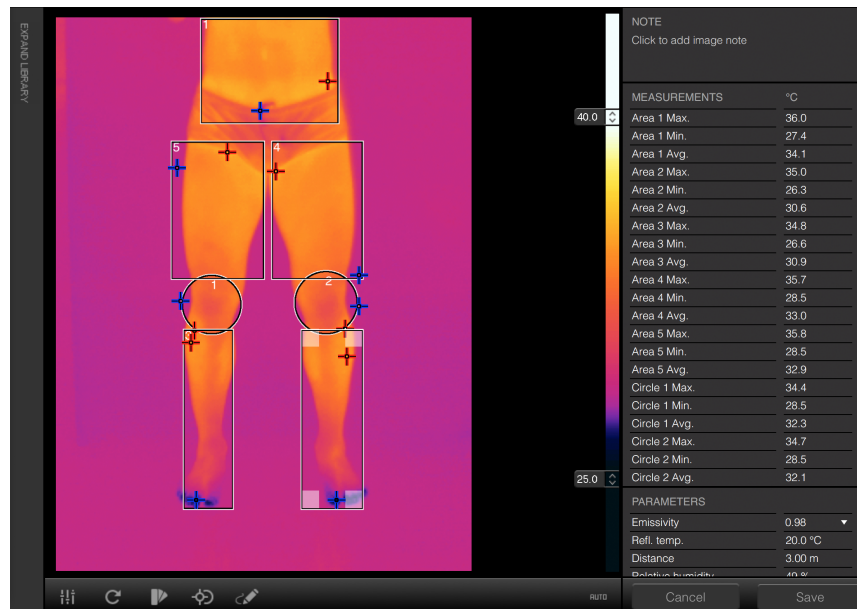 EXPAND LIBRARY
1
5
4
1
2
3
40.0
25.0
NOTE
Click to add image note
MEASUREMENTS °C
Area 1 Max. 36.0
Area 1 Min. 27.4
Area 1 Avg. 34.1
Area 2 Max. 35.0
Area 2 Min. 26.3
Area 2 Avg. 30.6
Area 3 Max. 34.8
Area 3 Min. 26.6
Area 3 Avg. 30.9
Area 4 Max. 35.7
Area 4 Min. 28.5
Area 4 Avg. 33.0
Area 5 Max. 35.8
Area 5 Min. 28.5
Area 5 Avg. 32.9
Circle 1 Max. 34.4
Circle 1 Min. 28.5
Circle 1 Avg. 32.3
Circle 2 Max. 34.7
Circle 2 Min. 28.5
Circle 2 Avg. 32.1
PARAMETERS
Emissivity 0.98
Refl. temp. 20.0 °C
Distance 3.00 m
Relative humidity 49 %
AUTO
Cancel
Save